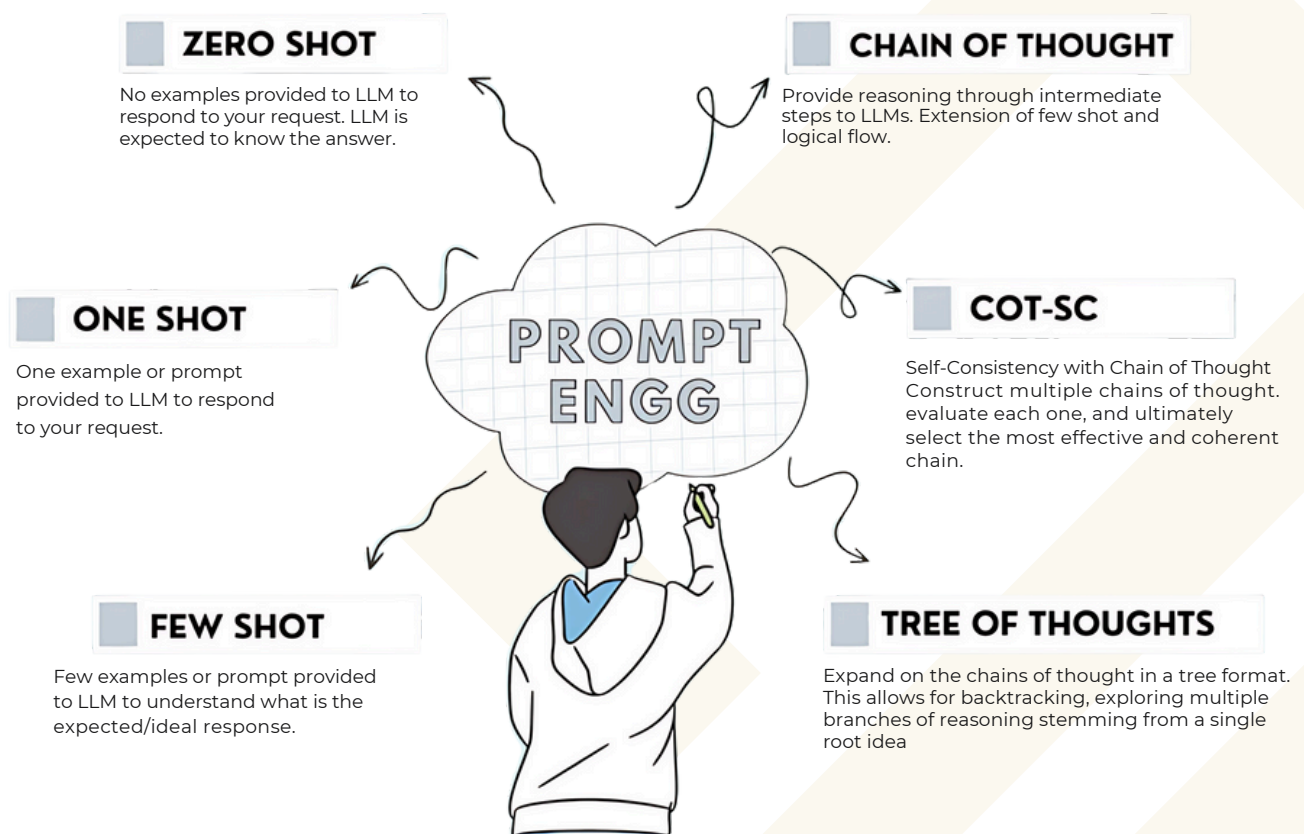 ZERO SHOT
No examples provided to LLM to
respond to your request. LLM is
expected to know the answer.
CHAIN OF THOUGHT
Provide reasoning through intermediate
steps to LLMs. Extension of few shot and
logical flow.
ONE SHOT
One example or prompt
provided to LLM to respond
to your request.
PROMPT
ENGG
COT-SC
Self-Consistency with Chain of Thought
Construct multiple chains of thought.
evaluate each one, and ultimately
select the most effective and coherent
chain.
FEW SHOT
Few examples or prompt provided
to LLM to understand what is the
expected/ideal response.
TREE OF THOUGHTS
Expand on the chains of thought in a tree format.
This allows for backtracking, exploring multiple
branches of reasoning stemming from a single
root idea